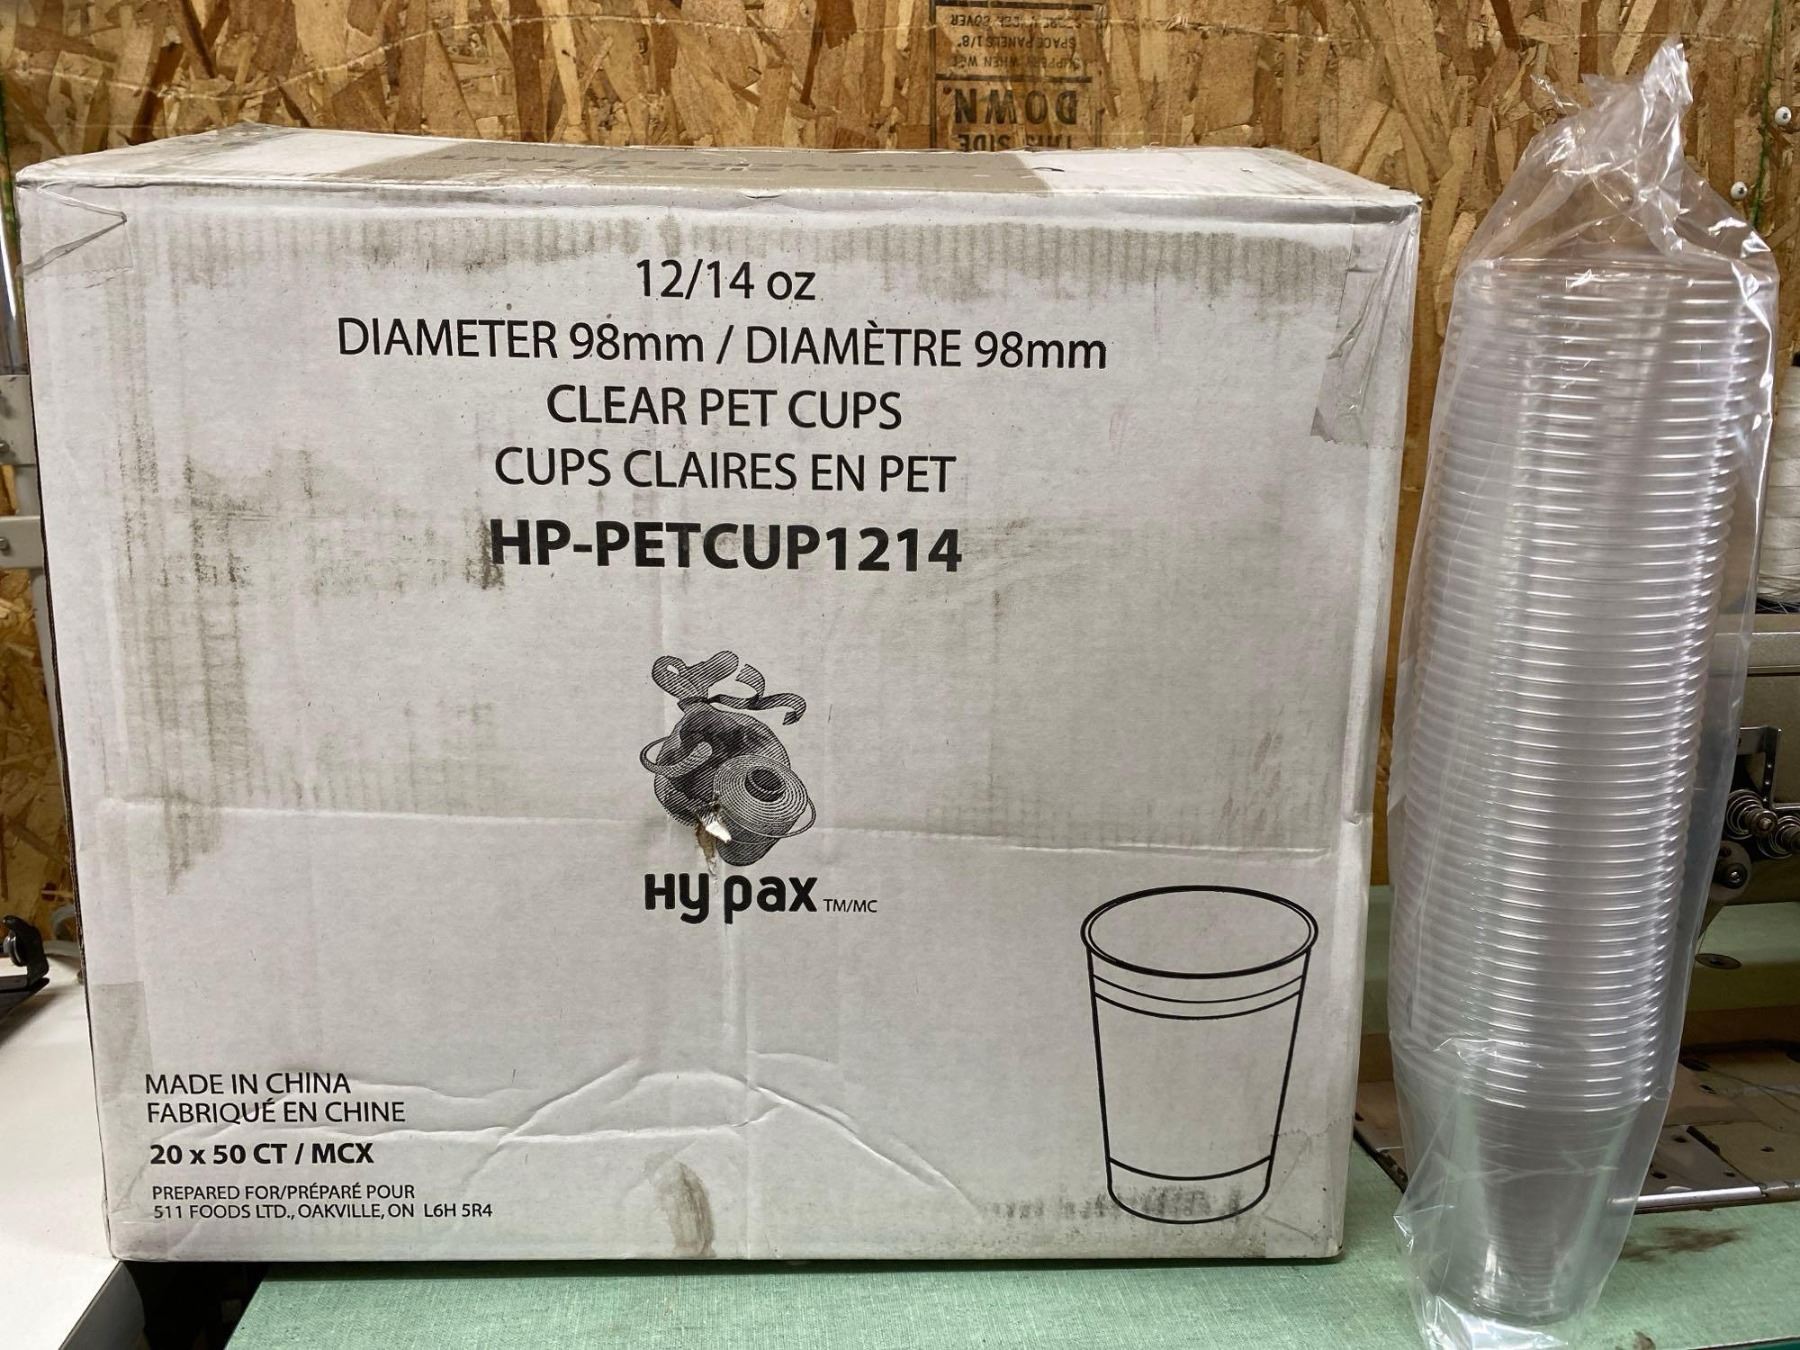 DOWN
THIS SIDE
12/14 oz
DIAMETER 98mm / DIAMÈTRE 98mm
CLEAR PET CUPS
CUPS CLAIRES EN PET
HP-PETCUP1214
Hy pax TM/MC
MADE IN CHINA
FABRIQUÉ EN CHINE
20 x 50 CT / MCX
PREPARED FOR/PRÉPARÉ POUR
511 FOODS LTD., OAKVILLE, ON L6H 5R4